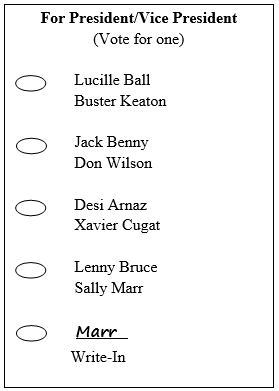 For President/Vice President
(Vote for one)
Lucille Ball
Buster Keaton
Jack Benny
Don Wilson
Desi Arnaz
Xavier Cugat
Lenny Bruce
Sally Marr
Marr
Write-In